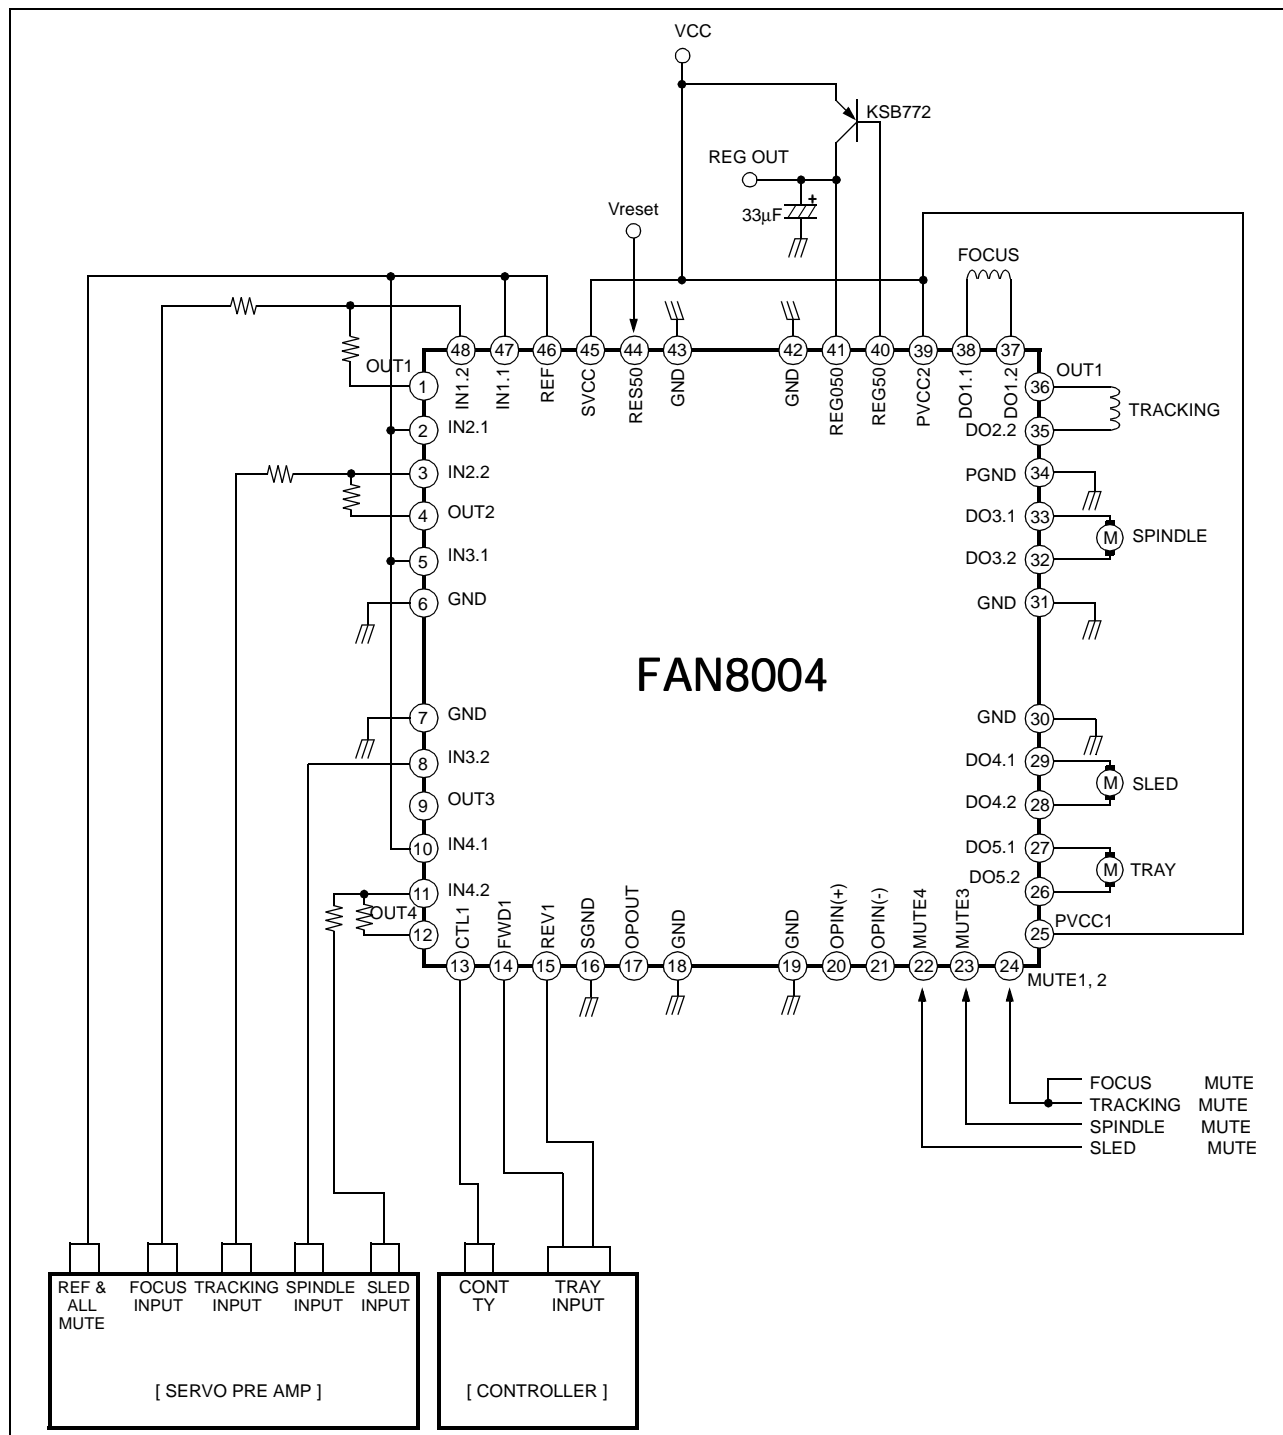 VCC
KSB772
REG OUT
33µF
+
Vreset
FOCUS
48
47
46
45
44
43
42
41
40
39
38
37
IN1.2
IN1.1
REF
SVCC
RES50
GND
GND
REG050
REG50
PVCC2
DO1.1
DO1.2
OUT1
1
2 IN2.1
3 IN2.2
4 OUT2
5 IN3.1
6 GND
7 GND
8 IN3.2
9 OUT3
10 IN4.1
11 IN4.2
OUT4
12
FAN8004
OUT1 36
TRACKING
DO2.2 35
PGND 34
DO3.1 33
M SPINDLE
DO3.2 32
GND 31
GND 30
DO4.1 29
M SLED
DO4.2 28
DO5.1 27
M TRAY
DO5.2 26
PVCC1
25
CTL1
FWD1
REV1
SGND
OPOUT
GND
GND
OPIN(+)
OPIN(-)
MUTE4
MUTE3
13
14
15
16
17
18
19
20
21
22
23
24
MUTE1, 2
FOCUS MUTE
TRACKING MUTE
SPINDLE MUTE
SLED MUTE
REF &
ALL
MUTE
FOCUS
INPUT
TRACKING
INPUT
SPINDLE
INPUT
SLED
INPUT
[ SERVO PRE AMP ]
CONT
TY
TRAY
INPUT
[ CONTROLLER ]